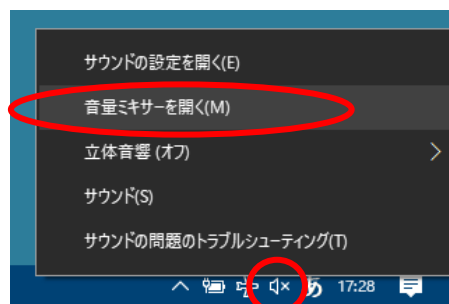 サウンドの設定を開く(E)
音量ミキサーを開く(M)
立体音響 (オフ)
サウンド(S)
サウンドの問題のトラブルシューティング(T)
あ 17:28